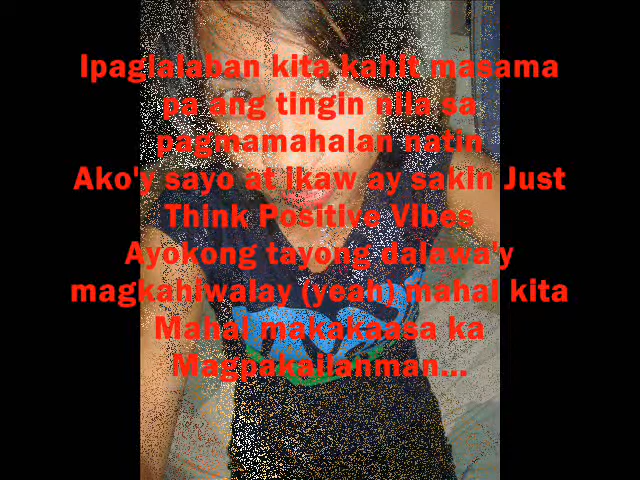 Ipaglalaban kita kahit masama
pa ang tingin nila sa
pagmamahalan natin
Ako'y sayo at ikaw ay sakin Just
Think Positive Vibes
Ayokong tayong dalawa'y
magkahiwalay (yeah) mahal kita
Mahal makakaasa ka
Magpakailanman...